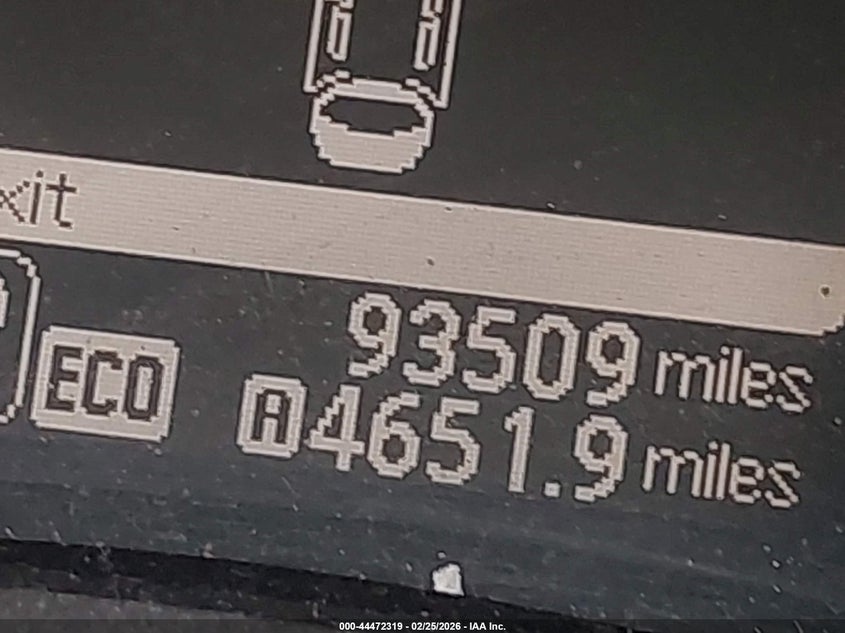 xit
93509 miles
ECO
A 4651.9 miles
000-44472319 - 02/25/2026 - IAA Inc.